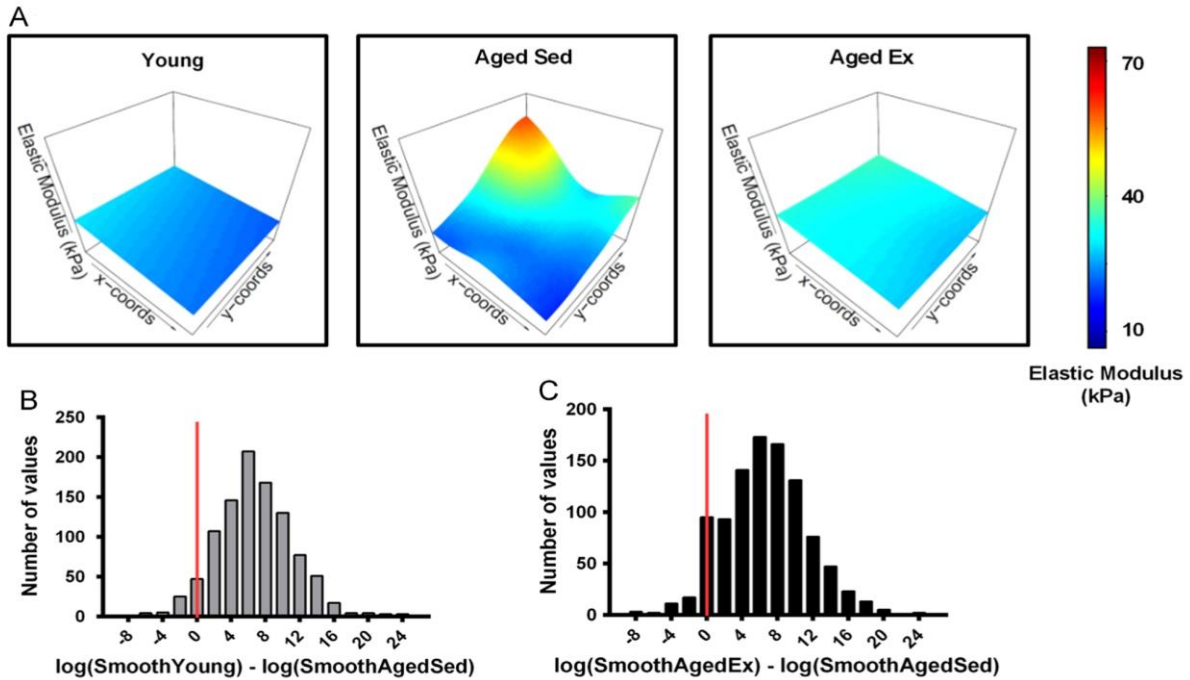 A
Young
Elastic Modulus (kPa)
x-coords
y-coords
Aged Sed
Elastic Modulus (kPa)
x-coords
y-coords
Aged Ex
Elastic Modulus (kPa)
x-coords
y-coords
70
40
10
Elastic Modulus
(kPa)
B
Number of values
250
200
150
100
50
0
-8 -4 0 4 8 12 16 20 24
log(SmoothYoung) - log(SmoothAgedSed)
C
Number of values
200
150
100
50
0
-8 -4 0 4 8 12 16 20 24
log(SmoothAgedEx) - log(SmoothAgedSed)